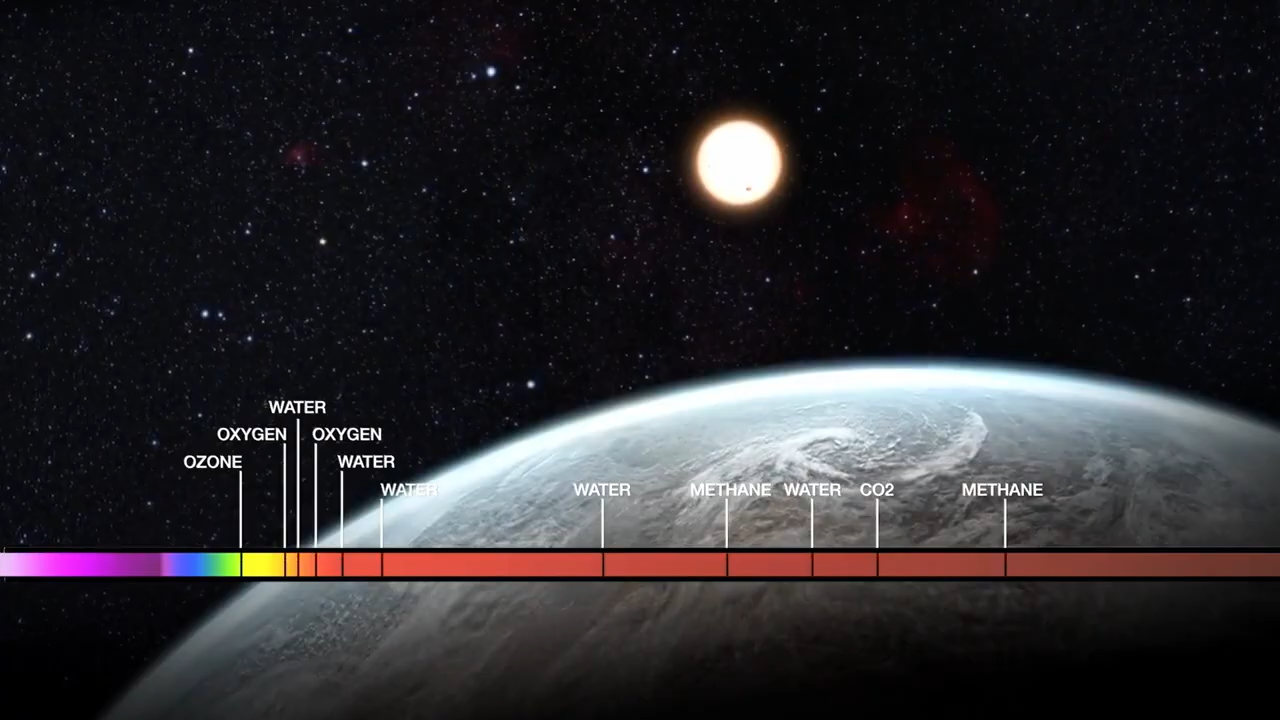 WATER
OXYGEN OXYGEN
OZONE WATER
WATER WATER METHANE WATER CO2 METHANE